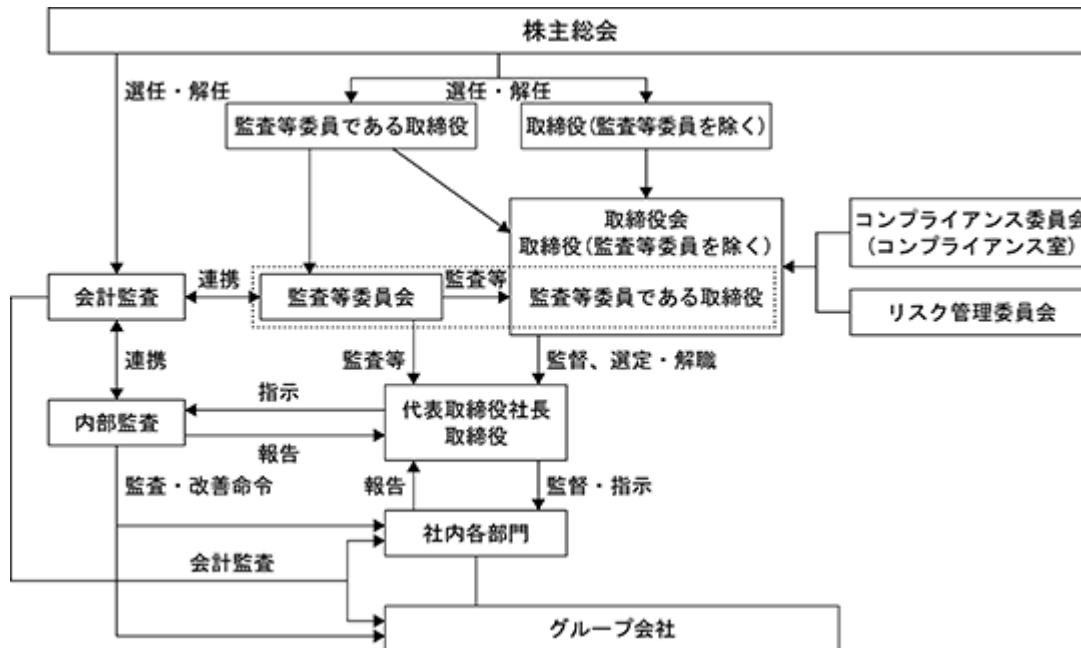 株主総会
選任・解任
選任・解任
監査等委員である取締役
取締役(監査等委員を除く)
取締役会
取締役(監査等委員を除く)
コンプライアンス委員会
(コンプライアンス室)
会計監査
連携
監査等委員会
監査等
監査等委員である取締役
リスク管理委員会
連携
監査等
監督、選定・解職
指示
内部監査
代表取締役社長
取締役
報告
監査・改善命令
報告
監督・指示
社内各部門
会計監査
グループ会社